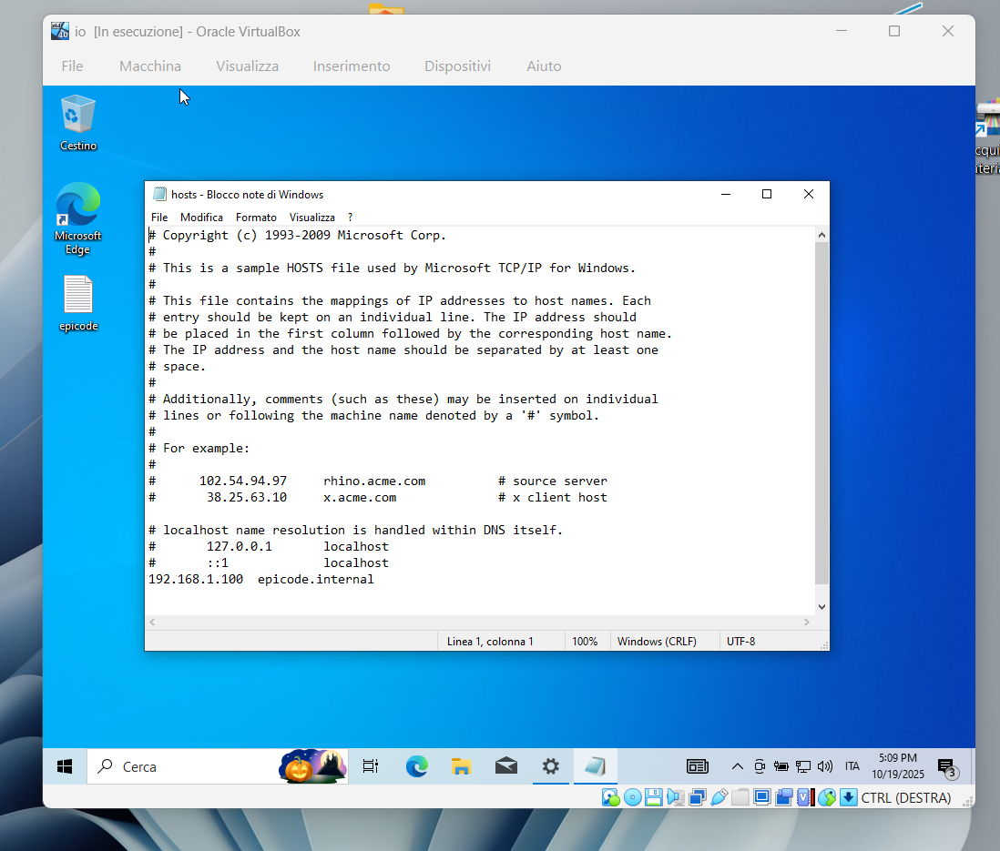 io [In esecuzione] - Oracle VirtualBox
File Macchina Visualizza Inserimento Dispositivi Aiuto
Cestino
Microsoft
Edge
epicode
hosts - Blocco note di Windows
File Modifica Formato Visualizza ?
# Copyright (c) 1993-2009 Microsoft Corp.
#
# This is a sample HOSTS file used by Microsoft TCP/IP for Windows.
#
# This file contains the mappings of IP addresses to host names. Each
# entry should be kept on an individual line. The IP address should
# be placed in the first column followed by the corresponding host name.
# The IP address and the host name should be separated by at least one
# space.
#
# Additionally, comments (such as these) may be inserted on individual
# lines or following the machine name denoted by a '#' symbol.
#
# For example:
#
#      102.54.94.97     rhino.acme.com          # source server
#       38.25.63.10     x.acme.com              # x client host

# localhost name resolution is handled within DNS itself.
#       127.0.0.1       localhost
#       ::1             localhost
192.168.1.100  epicode.internal
Linea 1, colonna 1 100% Windows (CRLF) UTF-8
Cerca
ITA
5:09 PM
10/19/2025
3
CTRL (DESTRA)